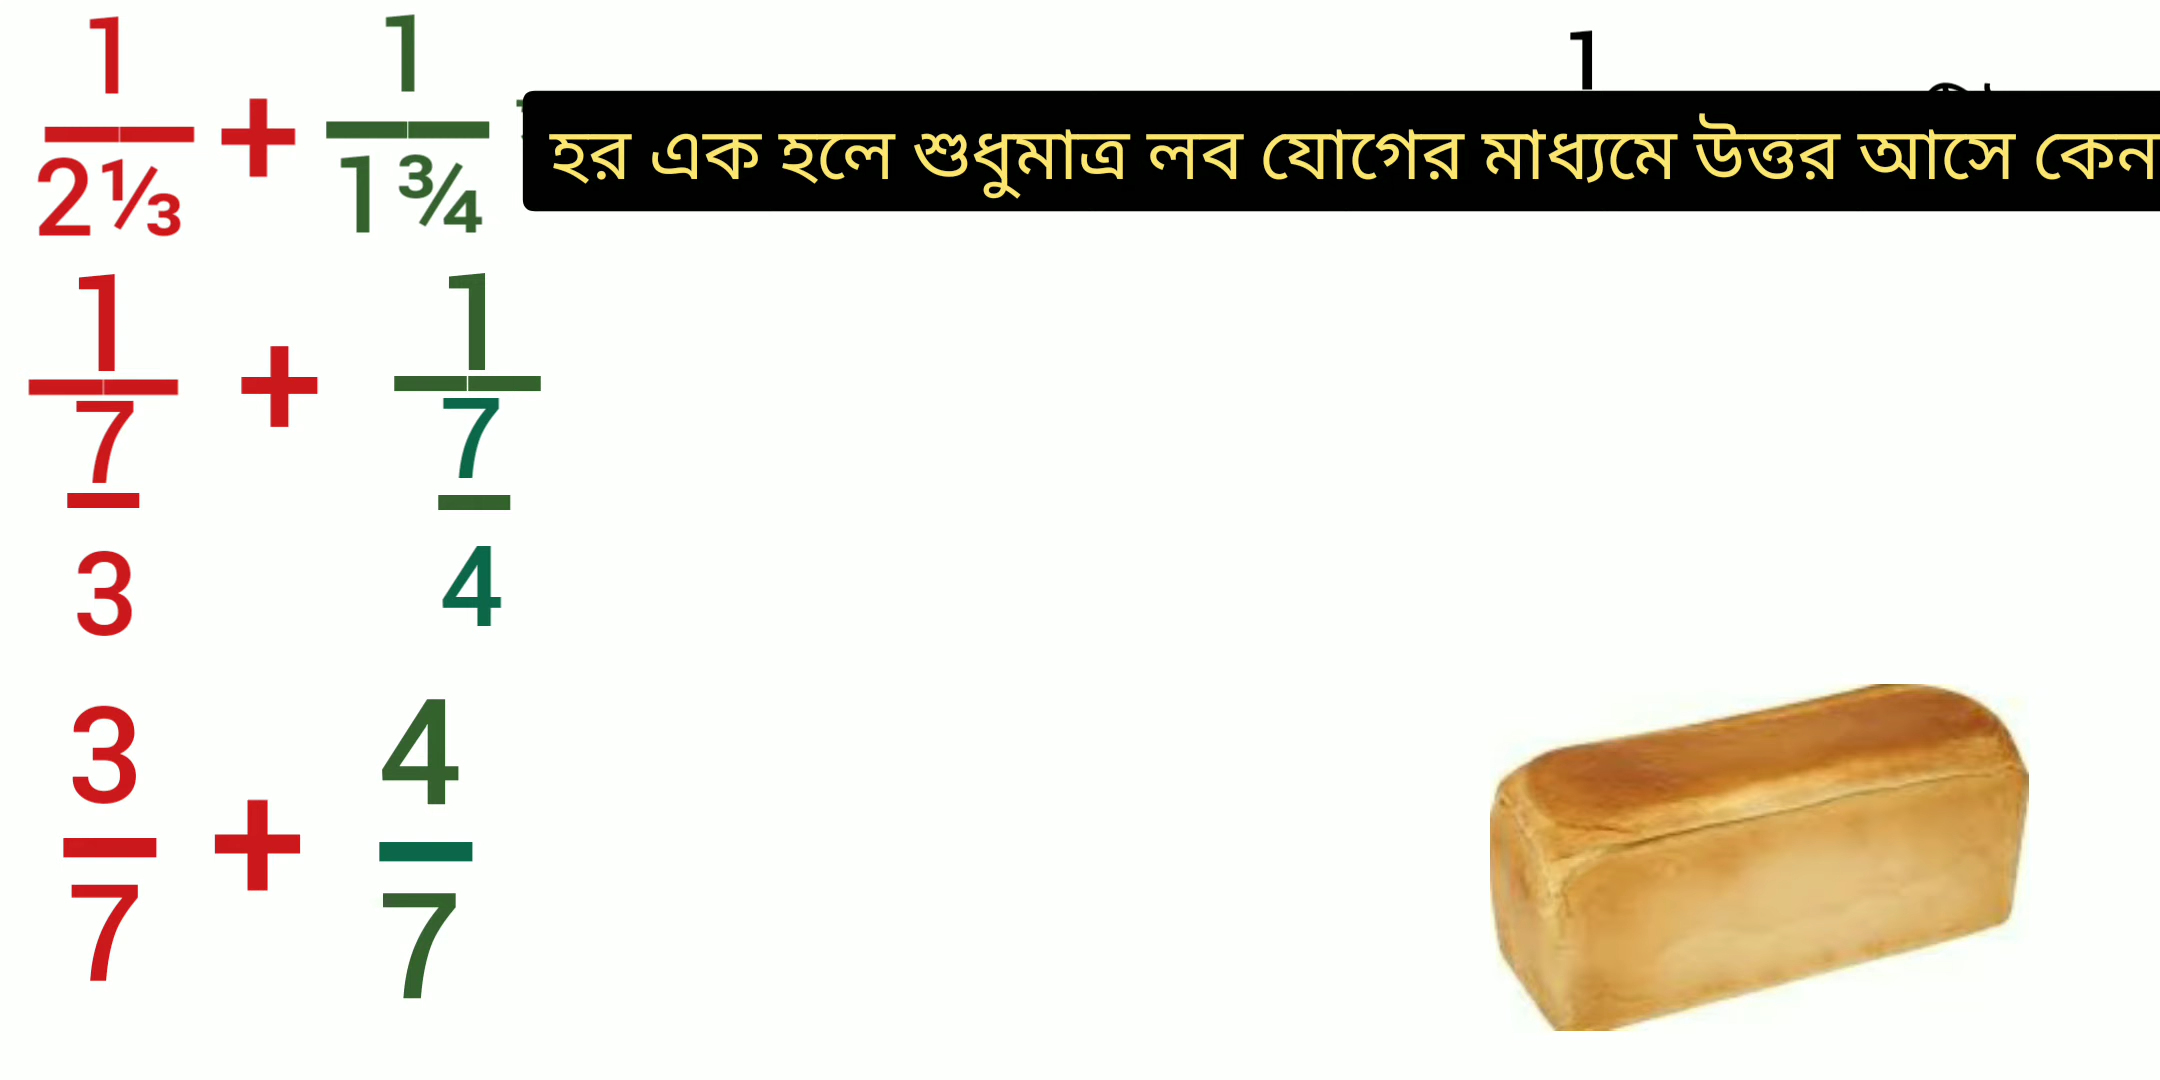 1/2⅓ + 1/1¾
1
হর এক হলে শুধুমাত্র লব যোগের মাধ্যমে উত্তর আসে কেন
1/(7/3) + 1/(7/4)
3/7 + 4/7